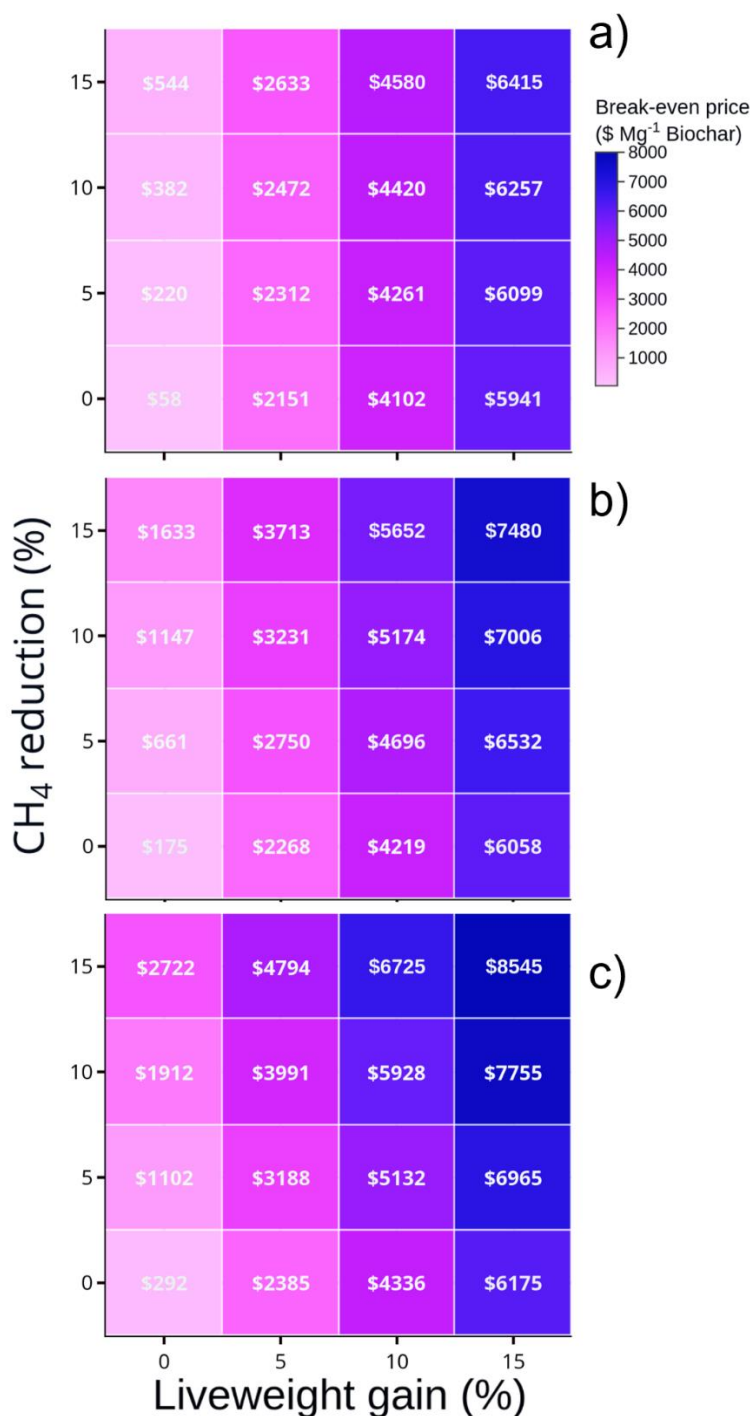 a)
15 $544 $2633 $4580 $6415
10 $382 $2472 $4420 $6257
5 $220 $2312 $4261 $6099
0 $58 $2151 $4102 $5941
Break-even price
($ Mg⁻¹ Biochar)
8000
7000
6000
5000
4000
3000
2000
1000
b)
15 $1633 $3713 $5652 $7480
10 $1147 $3231 $5174 $7006
5 $661 $2750 $4696 $6532
0 $175 $2268 $4219 $6058
CH₄ reduction (%)
c)
15 $2722 $4794 $6725 $8545
10 $1912 $3991 $5928 $7755
5 $1102 $3188 $5132 $6965
0 $292 $2385 $4336 $6175
0 5 10 15
Liveweight gain (%)